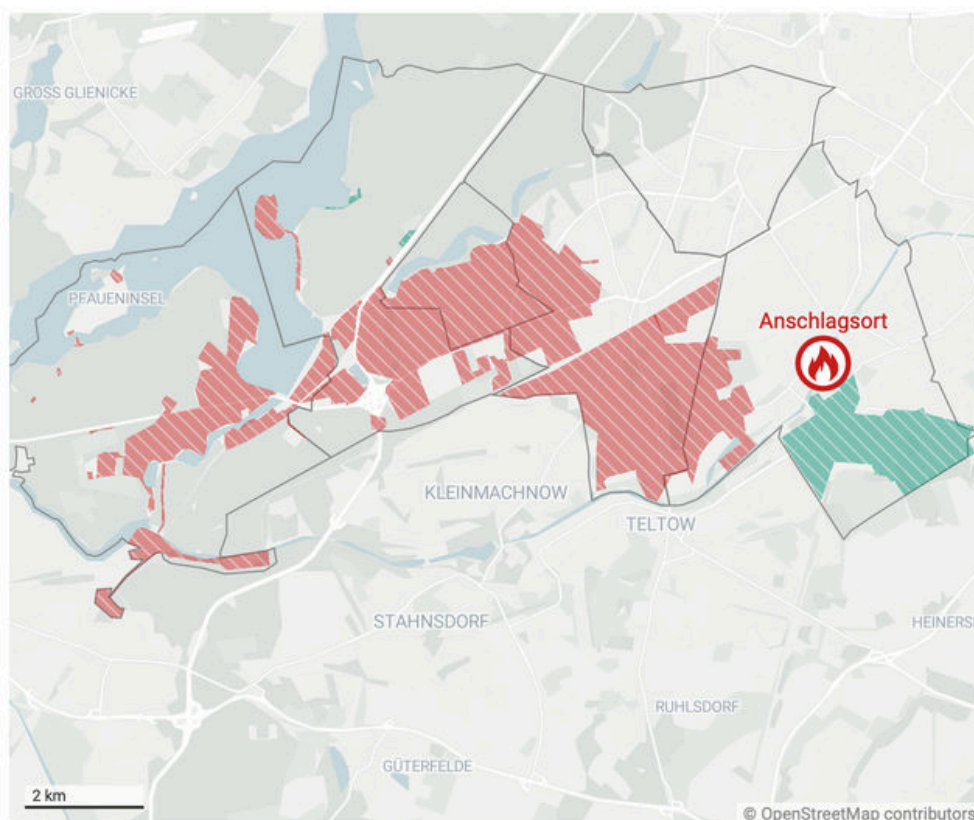 GROSS GLIENICKE
PFAUENINSEL
Anschlagsort
KLEINMACHNOW
TELTOW
STAHNSDORF
HEINERS
RUHLSDORF
GÜTERFELDE
2 km
© OpenStreetMap contributors